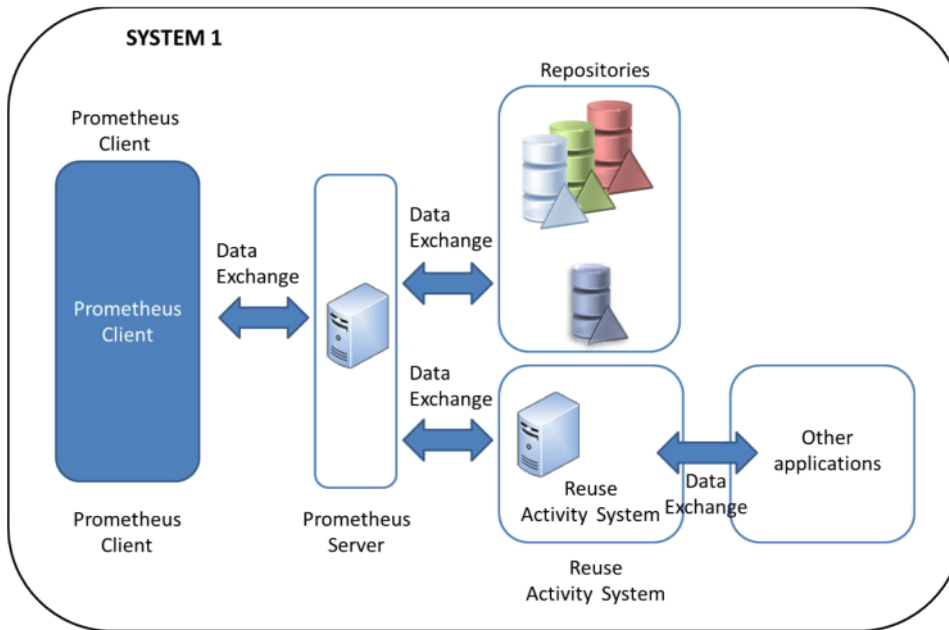 SYSTEM 1
Repositories
Prometheus
Client
Data
Exchange
Data
Exchange
Prometheus
Client
Data
Exchange
Other
applications
Reuse
Activity System
Data
Exchange
Prometheus
Client
Prometheus
Server
Reuse
Activity System